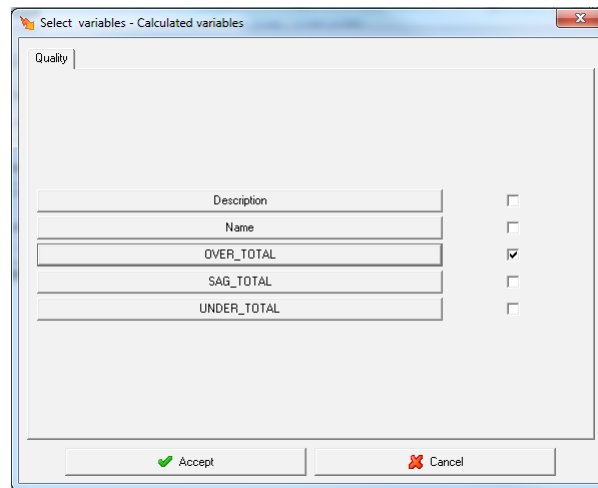 Select variables - Calculated variables
Quality
Description
Name
OVER_TOTAL
SAG_TOTAL
UNDER_TOTAL
Accept
Cancel